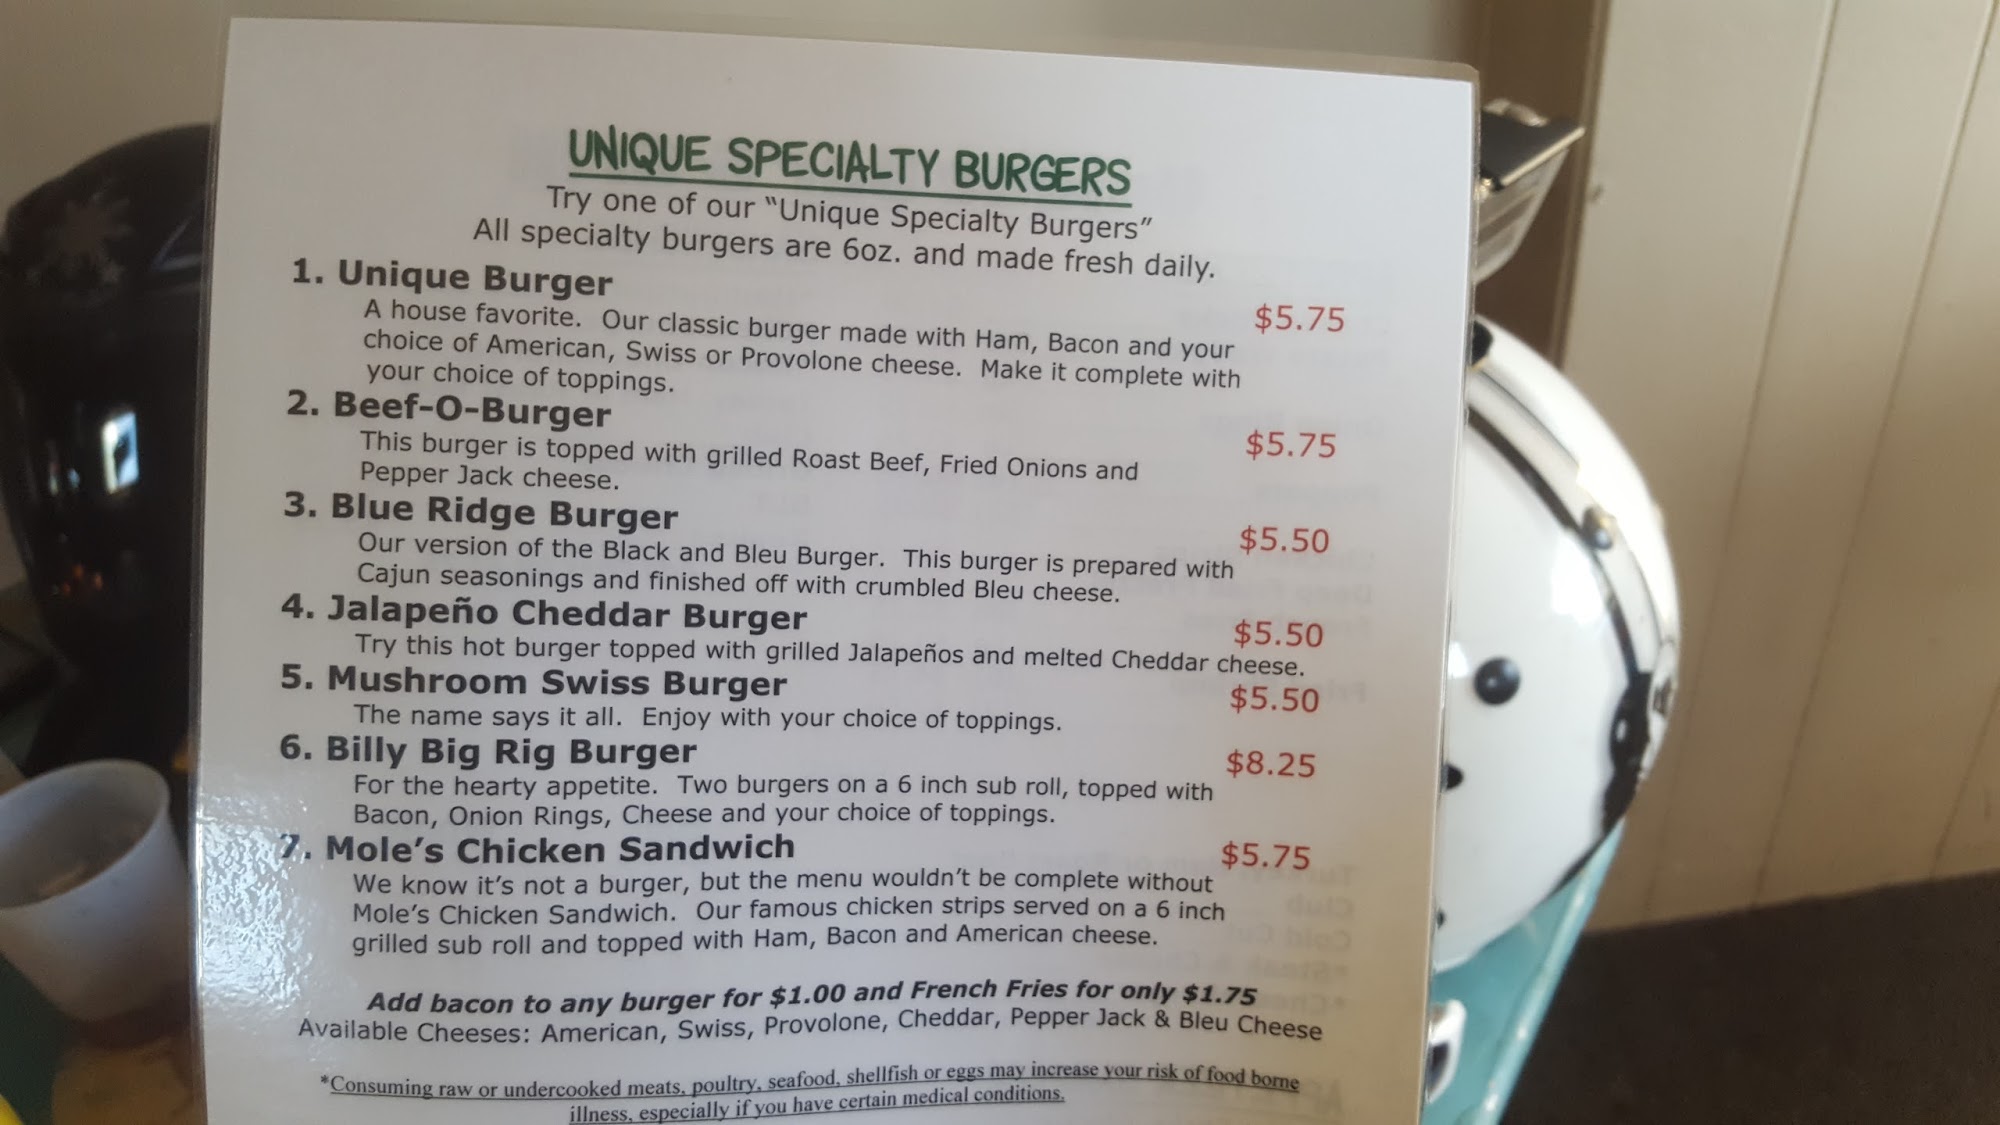 UNIQUE SPECIALTY BURGERS
Try one of our “Unique Specialty Burgers”
All specialty burgers are 6oz. and made fresh daily.
1. Unique Burger $5.75
A house favorite. Our classic burger made with Ham, Bacon and your
choice of American, Swiss or Provolone cheese. Make it complete with
your choice of toppings.
2. Beef-O-Burger $5.75
This burger is topped with grilled Roast Beef, Fried Onions and
Pepper Jack cheese.
3. Blue Ridge Burger $5.50
Our version of the Black and Bleu Burger. This burger is prepared with
Cajun seasonings and finished off with crumbled Bleu cheese.
4. Jalapeño Cheddar Burger $5.50
Try this hot burger topped with grilled Jalapeños and melted Cheddar cheese.
5. Mushroom Swiss Burger $5.50
The name says it all. Enjoy with your choice of toppings.
6. Billy Big Rig Burger $8.25
For the hearty appetite. Two burgers on a 6 inch sub roll, topped with
Bacon, Onion Rings, Cheese and your choice of toppings.
7. Mole’s Chicken Sandwich $5.75
We know it’s not a burger, but the menu wouldn’t be complete without
Mole’s Chicken Sandwich. Our famous chicken strips served on a 6 inch
grilled sub roll and topped with Ham, Bacon and American cheese.
Add bacon to any burger for $1.00 and French Fries for only $1.75
Available Cheeses: American, Swiss, Provolone, Cheddar, Pepper Jack & Bleu Cheese
*Consuming raw or undercooked meats, poultry, seafood, shellfish or eggs may increase your risk of food borne
illness, especially if you have certain medical conditions.